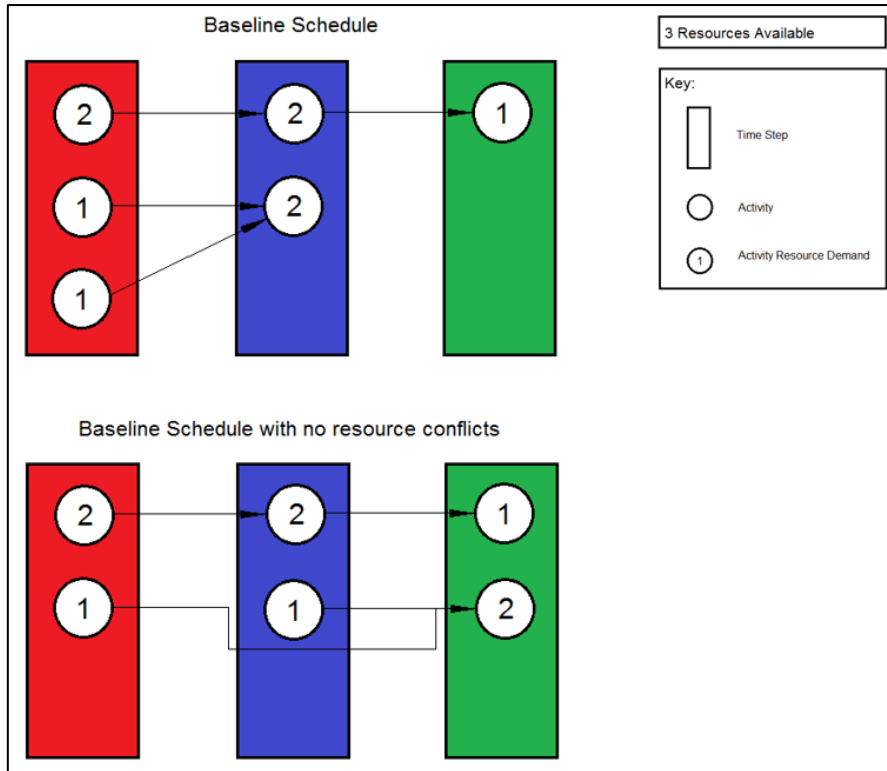 Baseline Schedule
3 Resources Available
Key:
2
2
1
Time Step
1
2
Activity
1
Activity Resource Demand
1
Baseline Schedule with no resource conflicts
2
2
1
1
1
2